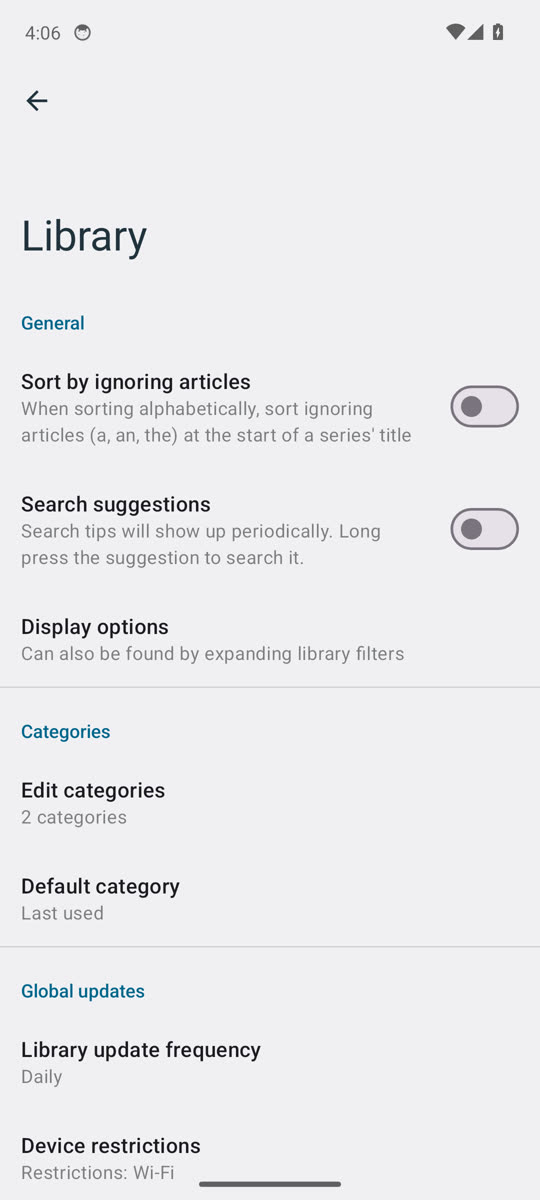 4:06
Library
General
Sort by ignoring articles
When sorting alphabetically, sort ignoring
articles (a, an, the) at the start of a series' title
Search suggestions
Search tips will show up periodically. Long
press the suggestion to search it.
Display options
Can also be found by expanding library filters
Categories
Edit categories
2 categories
Default category
Last used
Global updates
Library update frequency
Daily
Device restrictions
Restrictions: Wi-Fi